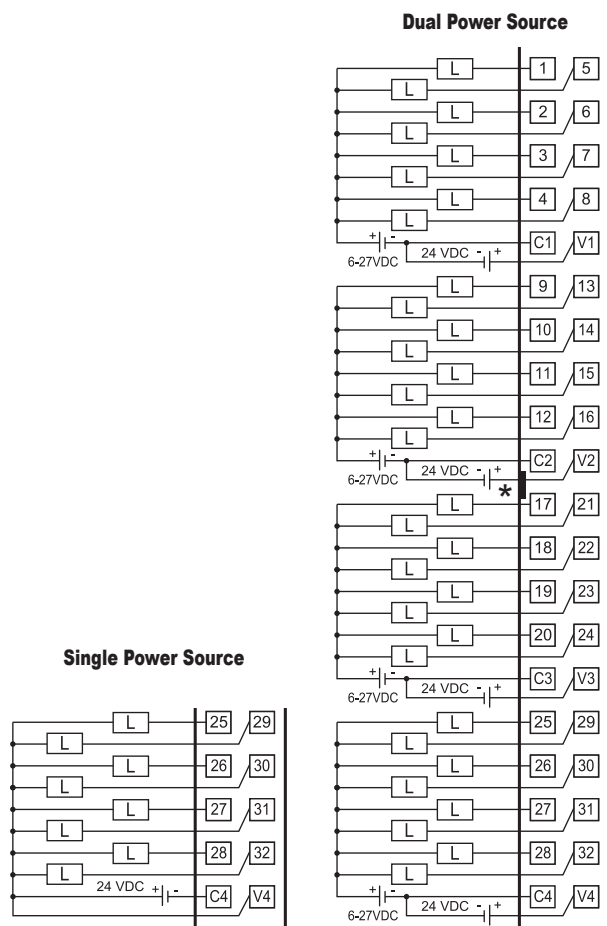 Dual Power Source
L 1 5
L
L 2 6
L
L 3 7
L
L 4 8
L
+ - C1 V1
6-27VDC 24 VDC - +
L 9 13
L
L 10 14
L
L 11 15
L
L 12 16
L
+ - C2 V2
6-27VDC 24 VDC - +
*
L 17 21
L
L 18 22
L
L 19 23
L
L 20 24
L
+ - C3 V3
6-27VDC 24 VDC - +
L 25 29
L
L 26 30
L
L 27 31
L
L 28 32
L
+ - C4 V4
6-27VDC 24 VDC - +
Single Power Source
L 25 29
L
L 26 30
L
L 27 31
L
L 28 32
L
24 VDC + - C4 V4